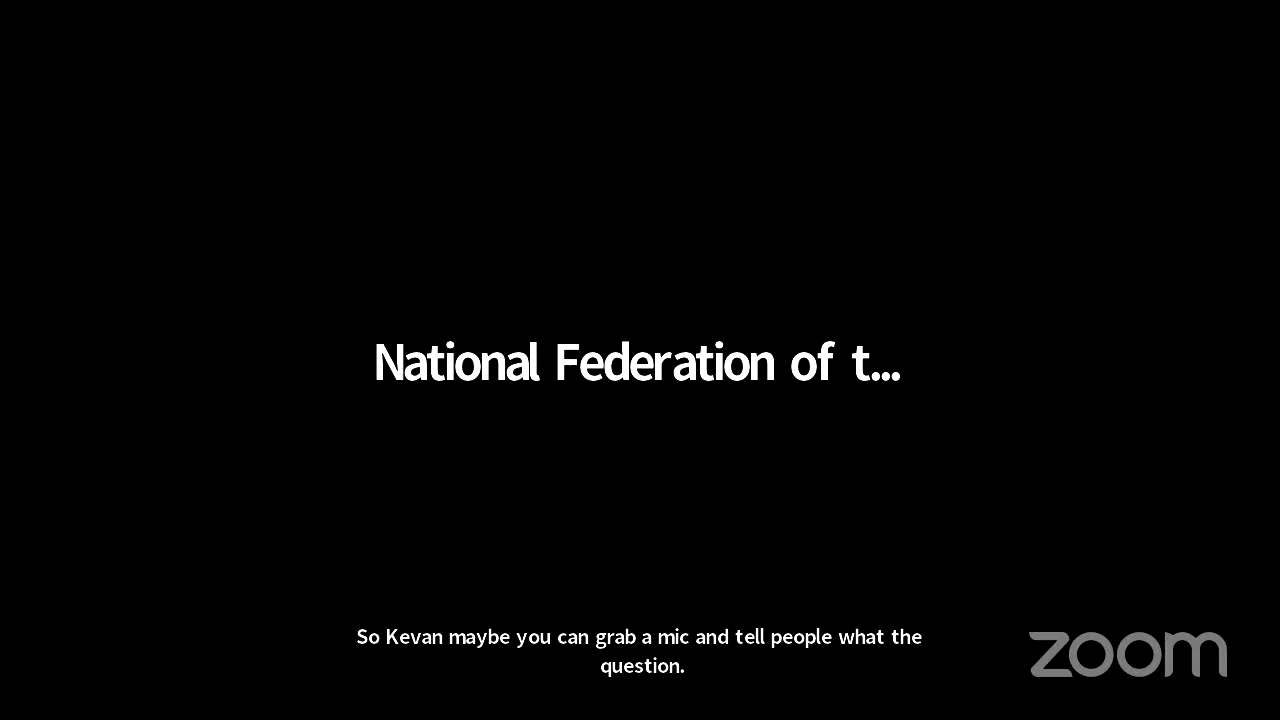 National Federation of t...
So Kevan maybe you can grab a mic and tell people what the
question.
zoom